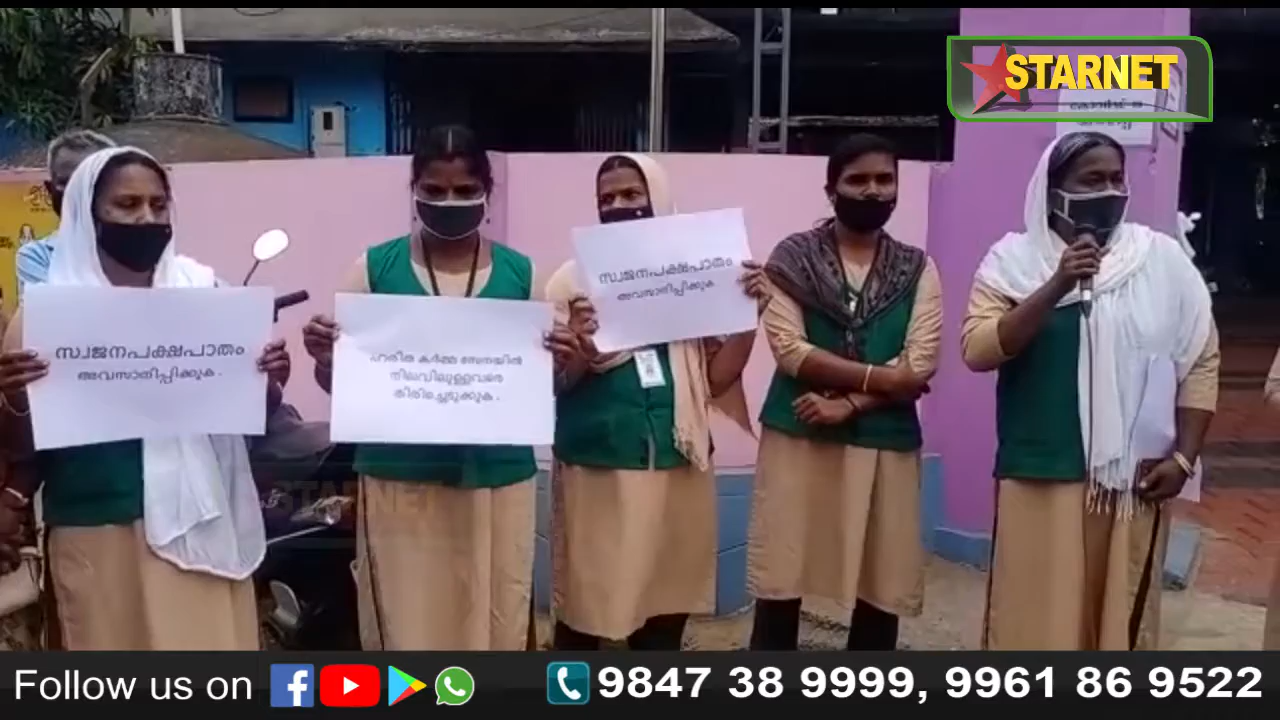 STARNET
സ്വജനപക്ഷപാതം
അവസാനിപ്പിക്കുക
സ്വജനപക്ഷപാതം
അവസാനിപ്പിക്കുക .
ഹരിത കർമ്മ സേനയിൽ
നിലവിലുള്ളവരെ
തിരിച്ചെടുക്കുക .
STARNET
Follow us on
9847 38 9999, 9961 86 9522